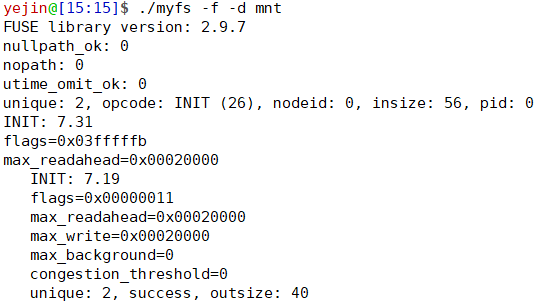 yejin@[15:15]$ ./myfs -f -d mnt
FUSE library version: 2.9.7
nullpath_ok: 0
nopath: 0
utime_omit_ok: 0
unique: 2, opcode: INIT (26), nodeid: 0, insize: 56, pid: 0
INIT: 7.31
flags=0x03fffffb
max_readahead=0x00020000
   INIT: 7.19
   flags=0x00000011
   max_readahead=0x00020000
   max_write=0x00020000
   max_background=0
   congestion_threshold=0
   unique: 2, success, outsize: 40